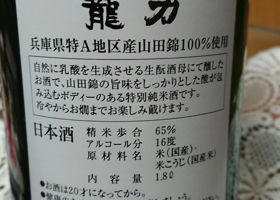 龍力
兵庫県特A地区産山田錦100%使用
自然に乳酸を生成させる生酛酒母にて醸した
お酒で、山田錦の旨味をしっかりとした酸が包
み込むボディーのある特別純米酒です。
冷やからお燗までお楽しみ下さい。
日本酒 精米歩合 65%
アルコール分 16度
原材料名 米(国産)・
米こうじ(国産米)
内容量 1.8ℓ
●お酒は20才になってから。